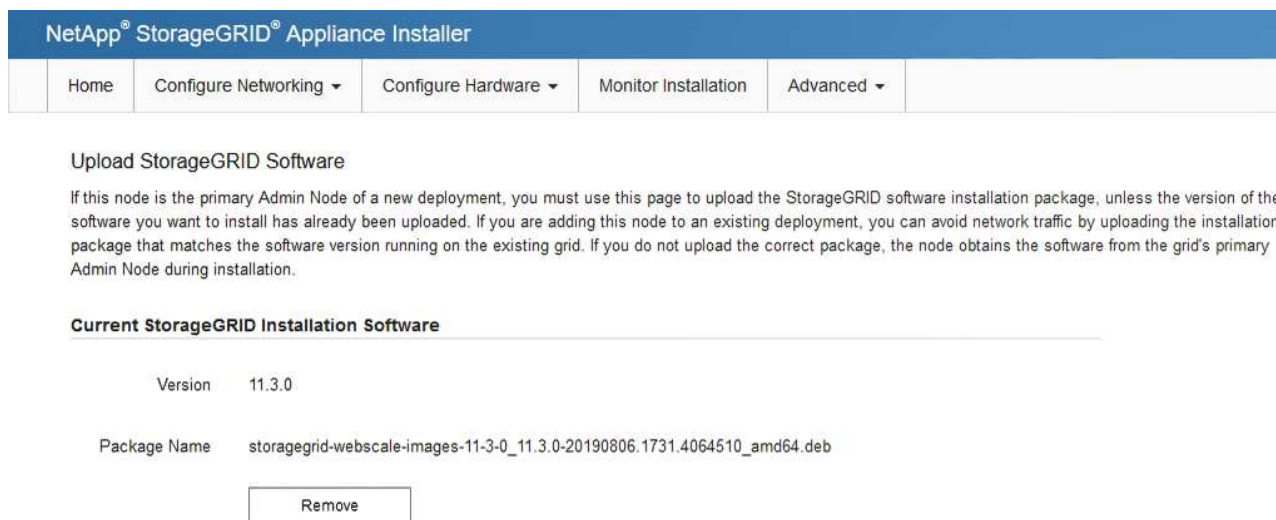 NetApp® StorageGRID® Appliance Installer
Home Configure Networking Configure Hardware Monitor Installation Advanced
Upload StorageGRID Software
If this node is the primary Admin Node of a new deployment, you must use this page to upload the StorageGRID software installation package, unless the version of the
software you want to install has already been uploaded. If you are adding this node to an existing deployment, you can avoid network traffic by uploading the installation
package that matches the software version running on the existing grid. If you do not upload the correct package, the node obtains the software from the grid's primary
Admin Node during installation.
Current StorageGRID Installation Software
Version 11.3.0
Package Name storagegrid-webscale-images-11-3-0_11.3.0-20190806.1731.4064510_amd64.deb
Remove